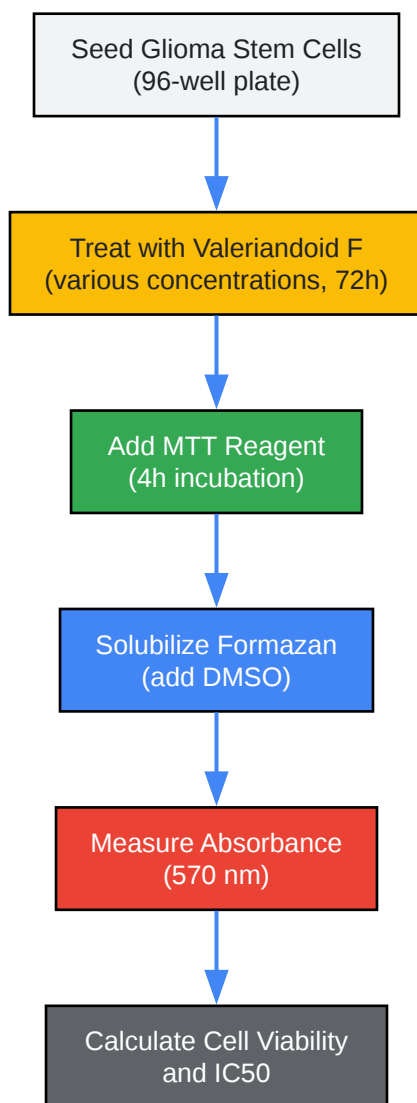 Seed Glioma Stem Cells
(96-well plate)
Treat with Valeriandoid F
(various concentrations, 72h)
Add MTT Reagent
(4h incubation)
Solubilize Formazan
(add DMSO)
Measure Absorbance
(570 nm)
Calculate Cell Viability
and IC50